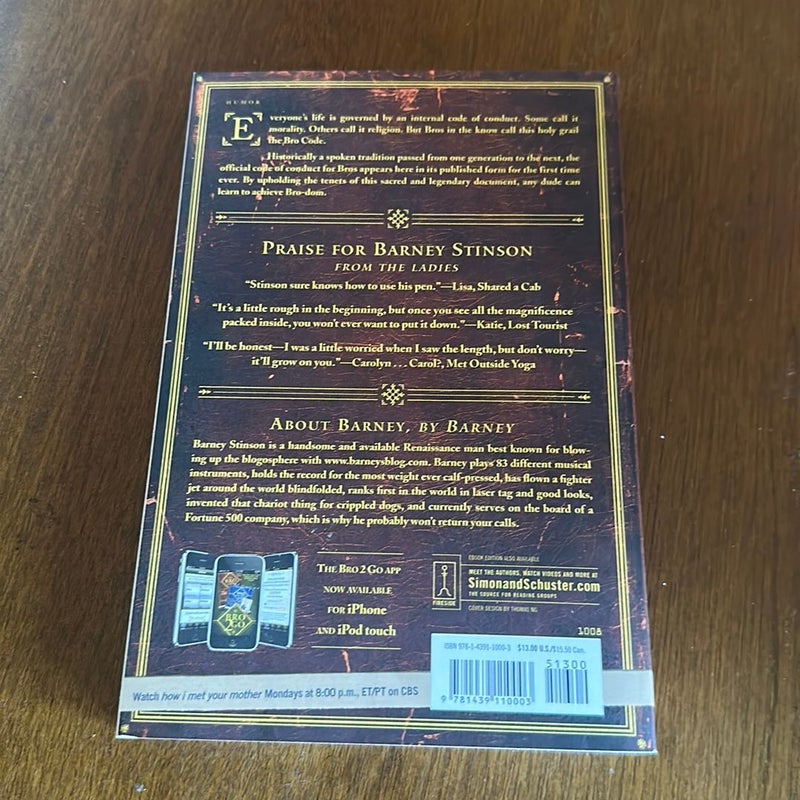 HUMOR
Everyone's life is governed by an internal code of conduct. Some call it
morality. Others call it religion. But Bros in the know call this holy grail
the Bro Code.
Historically a spoken tradition passed from one generation to the next, the
official code of conduct for Bros appears here in its published form for the first time
ever. By upholding the tenets of this sacred and legendary document, any dude can
learn to achieve Bro-dom.
PRAISE FOR BARNEY STINSON
FROM THE LADIES
“Stinson sure knows how to use his pen.”—Lisa, Shared a Cab
“It's a little rough in the beginning, but once you see all the magnificence
packed inside, you won't ever want to put it down.”—Katie, Lost Tourist
“I'll be honest—I was a little worried when I saw the length, but don't worry—
it'll grow on you.”—Carolyn . . . Carol?, Met Outside Yoga
ABOUT BARNEY, BY BARNEY
Barney Stinson is a handsome and available Renaissance man best known for blow-
ing up the blogosphere with www.barneysblog.com. Barney plays 83 different musical
instruments, holds the record for the most weight ever calf-pressed, has flown a fighter
jet around the world blindfolded, ranks first in the world in laser tag and good looks,
invented that chariot thing for crippled dogs, and currently serves on the board of a
Fortune 500 company, which is why he probably won't return your calls.
BRO
2
GO
THE BRO 2 GO APP
NOW AVAILABLE
FOR iPHONE
AND iPOD touch
FIRESIDE
EBOOK EDITION ALSO AVAILABLE
MEET THE AUTHORS, WATCH VIDEOS AND MORE AT
SimonandSchuster.com
THE SOURCE FOR READING GROUPS
COVER DESIGN BY THOMAS NG
1008
ISBN 978-1-4391-1000-3 $13.00 U.S./$15.50 Can.
51300
9 781439 110003
Watch how i met your mother Mondays at 8:00 p.m., ET/PT on CBS